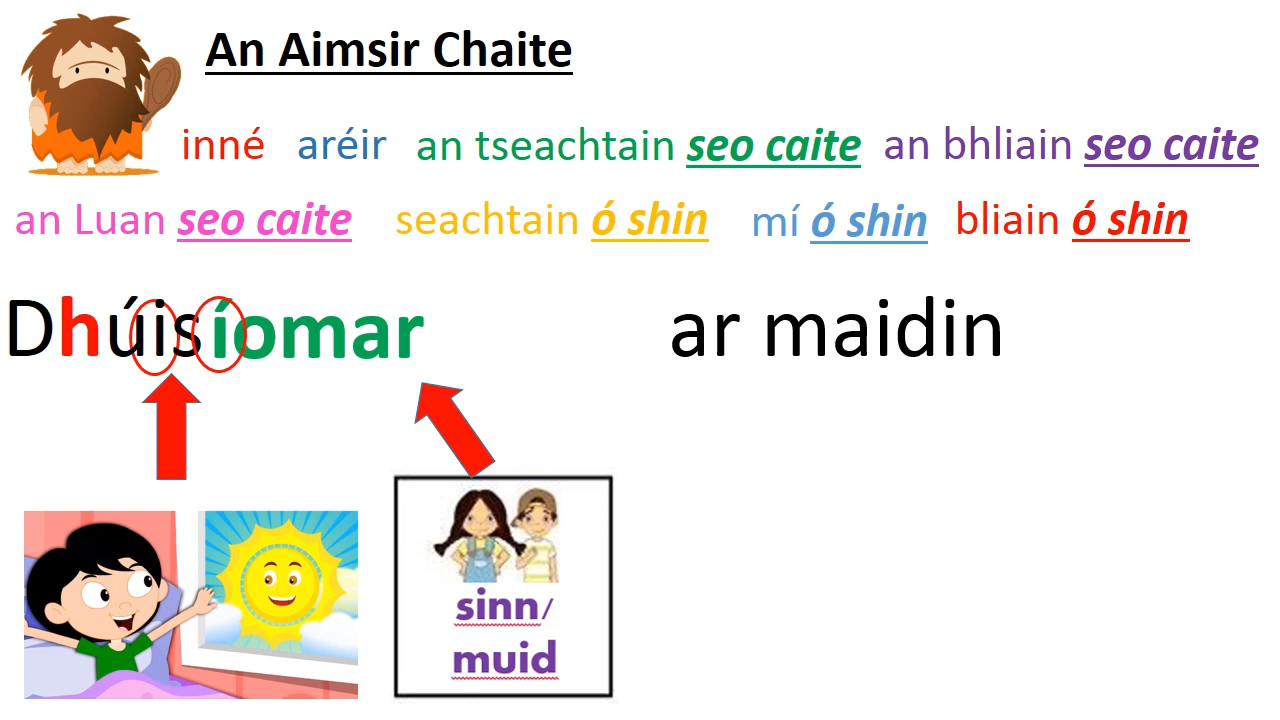 An Aimsir Chaite
inné aréir an tseachtain seo caite an bhliain seo caite
an Luan seo caite seachtain ó shin mí ó shin bliain ó shin
Dhúisíomar ar maidin
sinn/
muid